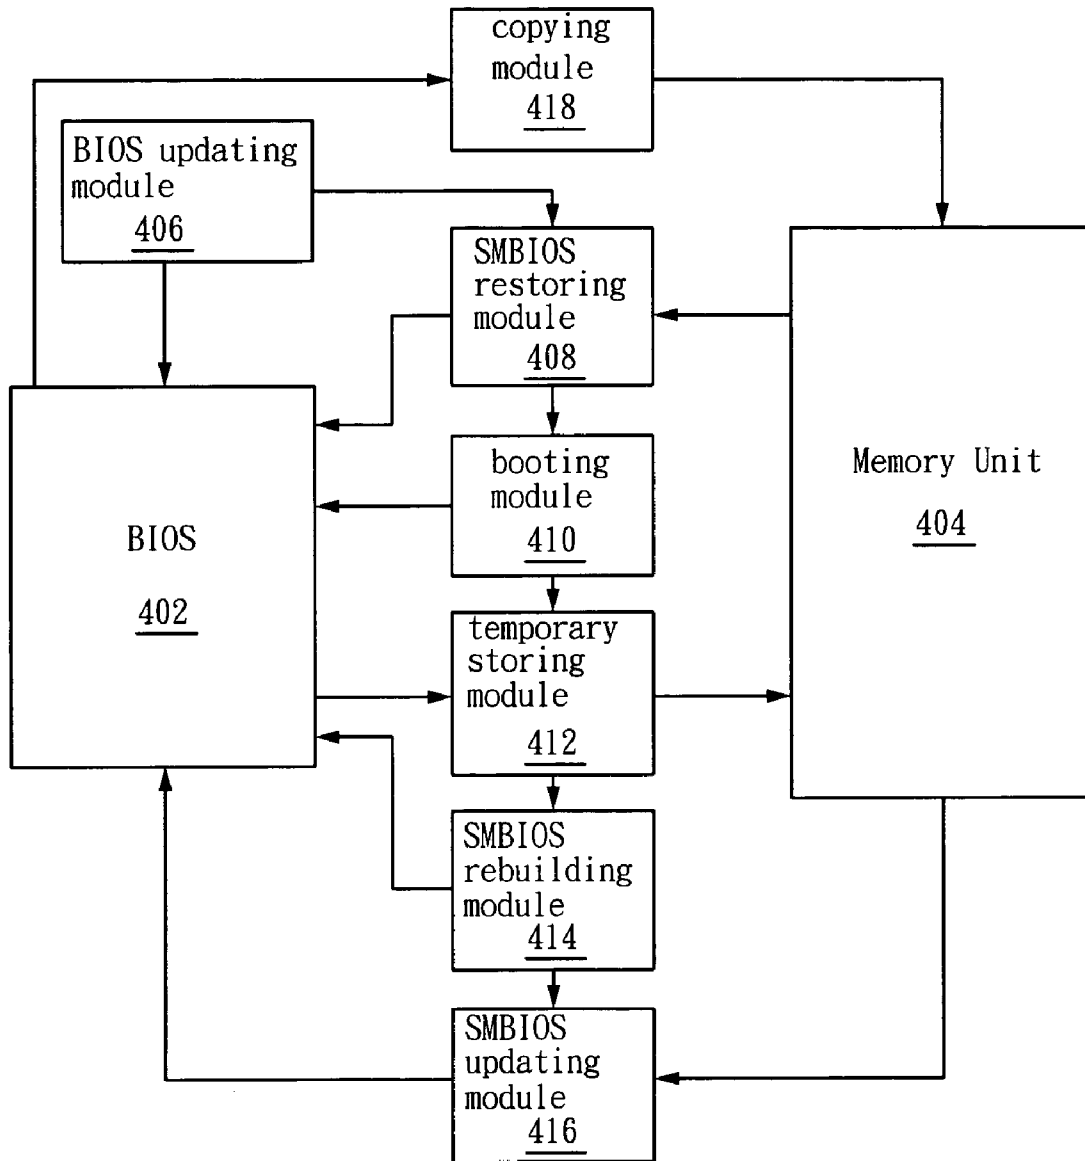 copying
module
418
BIOS updating
module
406
SMBIOS
restoring
module
408
booting
module
410
Memory Unit
404
BIOS
402
temporary
storing
module
412
SMBIOS
rebuilding
module
414
SMBIOS
updating
module
416